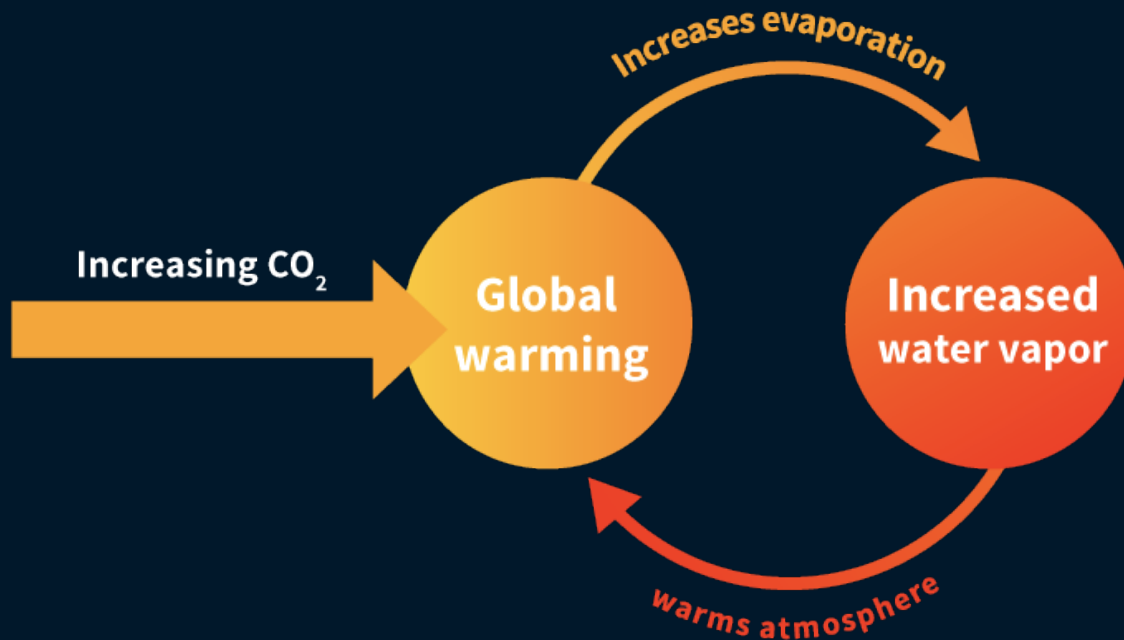 Increases evaporation
Increasing CO₂
Global
warming
Increased
water vapor
warms atmosphere